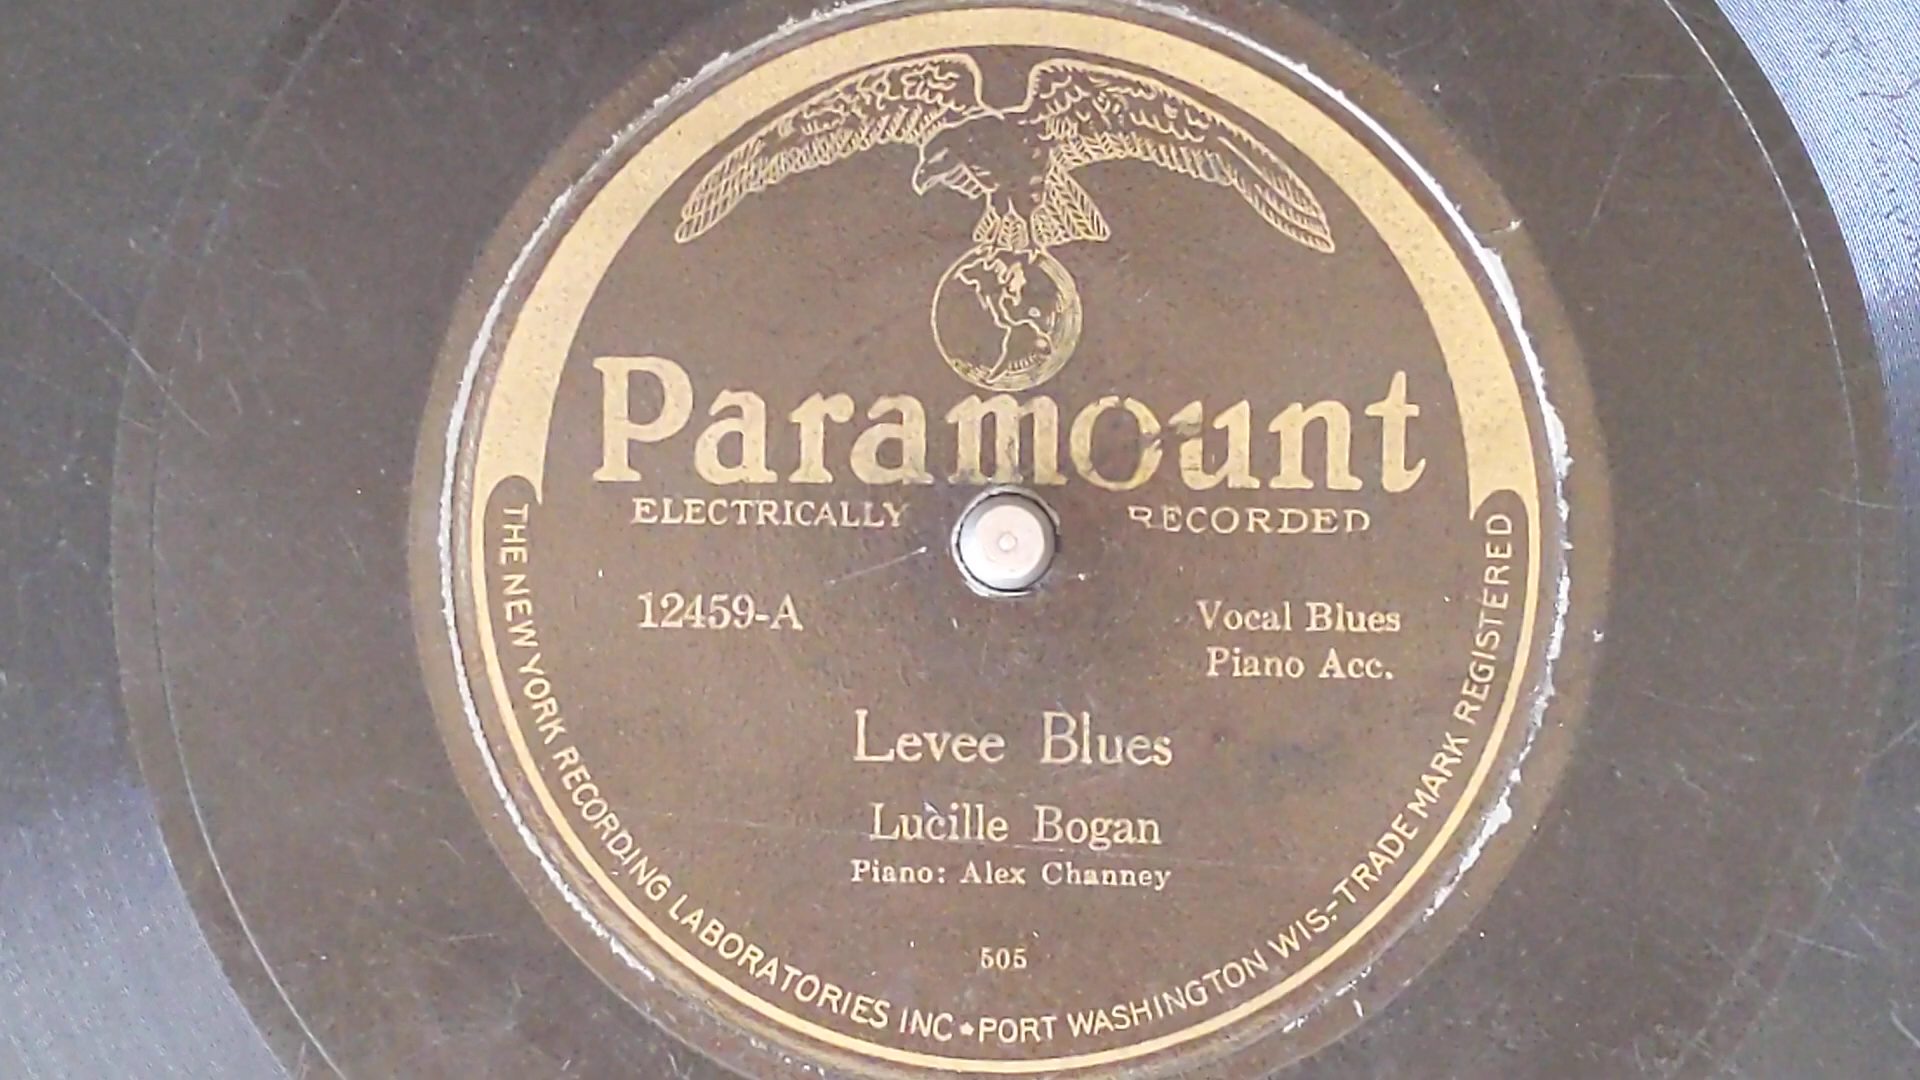 Paramount
ELECTRICALLY RECORDED
12459-A
Vocal Blues
Piano Acc.
Levee Blues
Lucille Bogan
Piano: Alex Channey
505
THE NEW YORK RECORDING LABORATORIES INC • PORT WASHINGTON WIS.-TRADE MARK REGISTERED